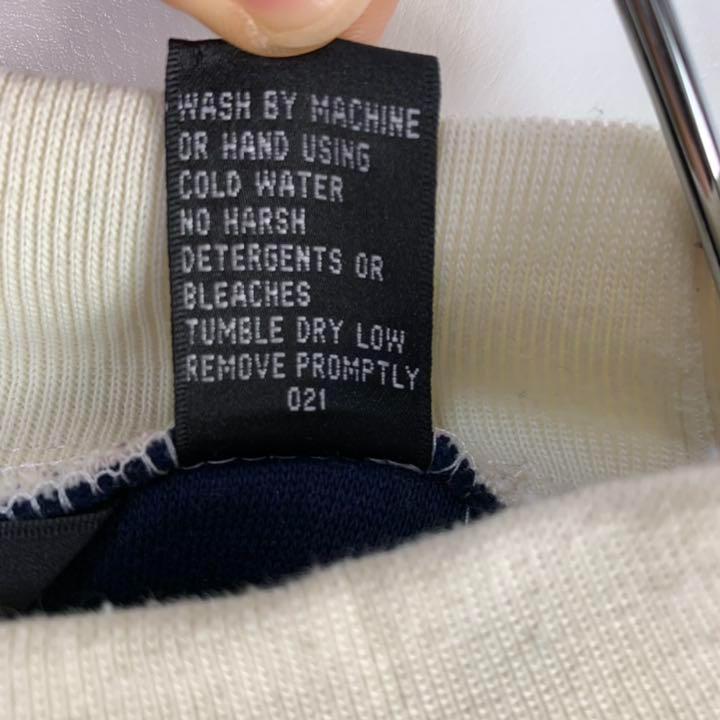 WASH BY MACHINE
OR HAND USING
COLD WATER
NO HARSH
DETERGENTS OR
BLEACHES
TUMBLE DRY LOW
REMOVE PROMPTLY
021